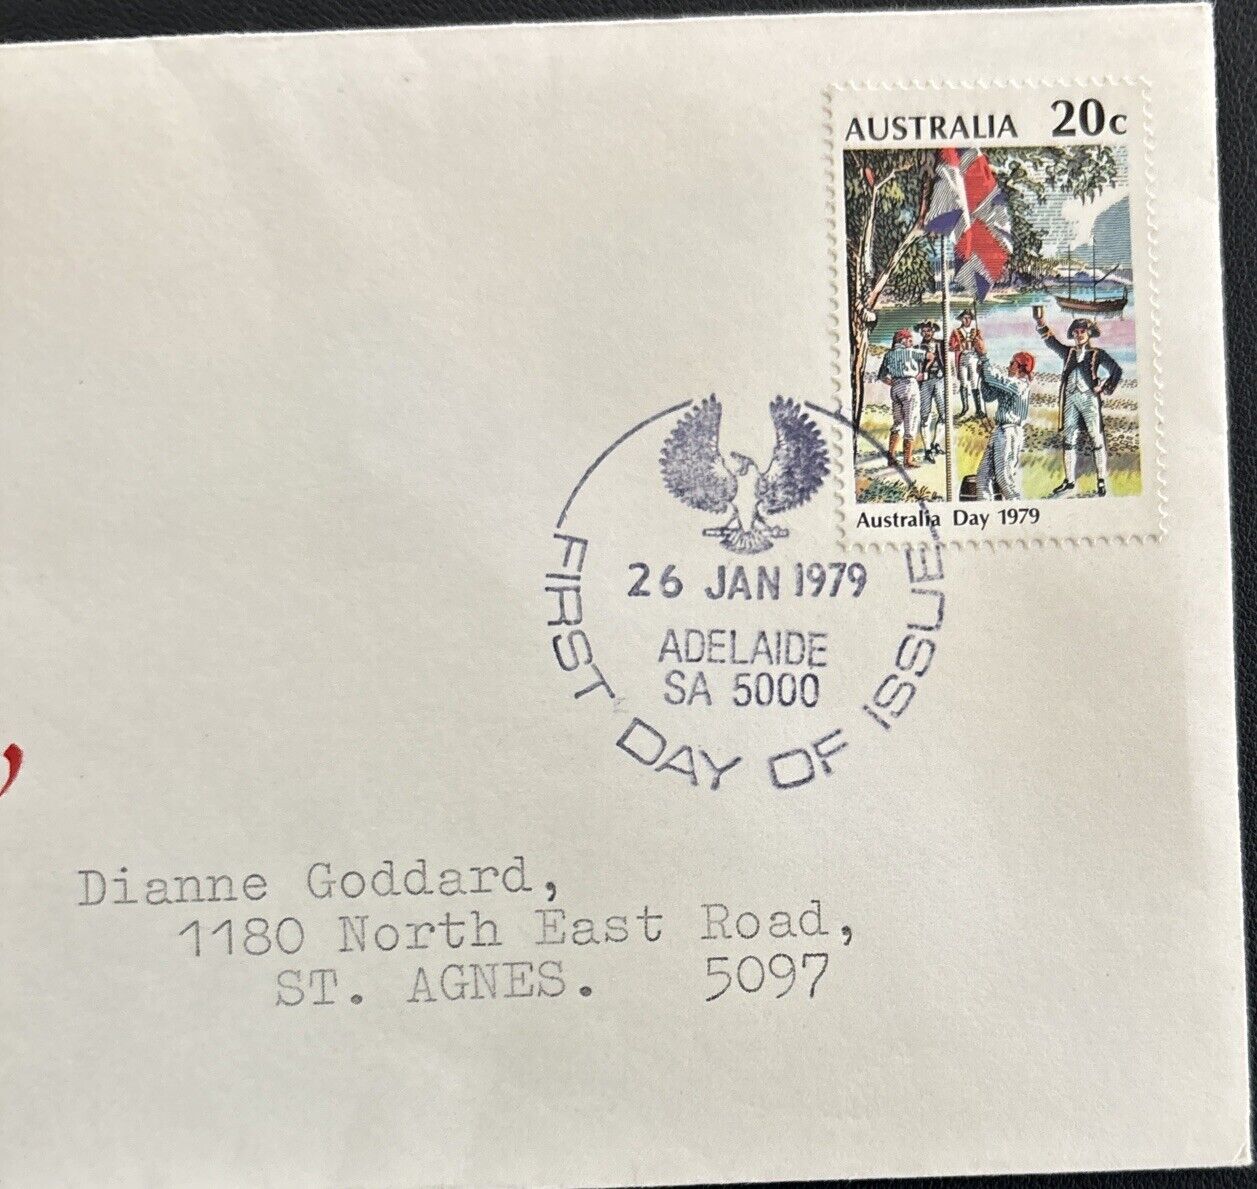 AUSTRALIA 20c
Australia Day 1979
26 JAN 1979
ADELAIDE
SA 5000
FIRST DAY OF ISSUE
Dianne Goddard,
1180 North East Road,
ST. AGNES. 5097